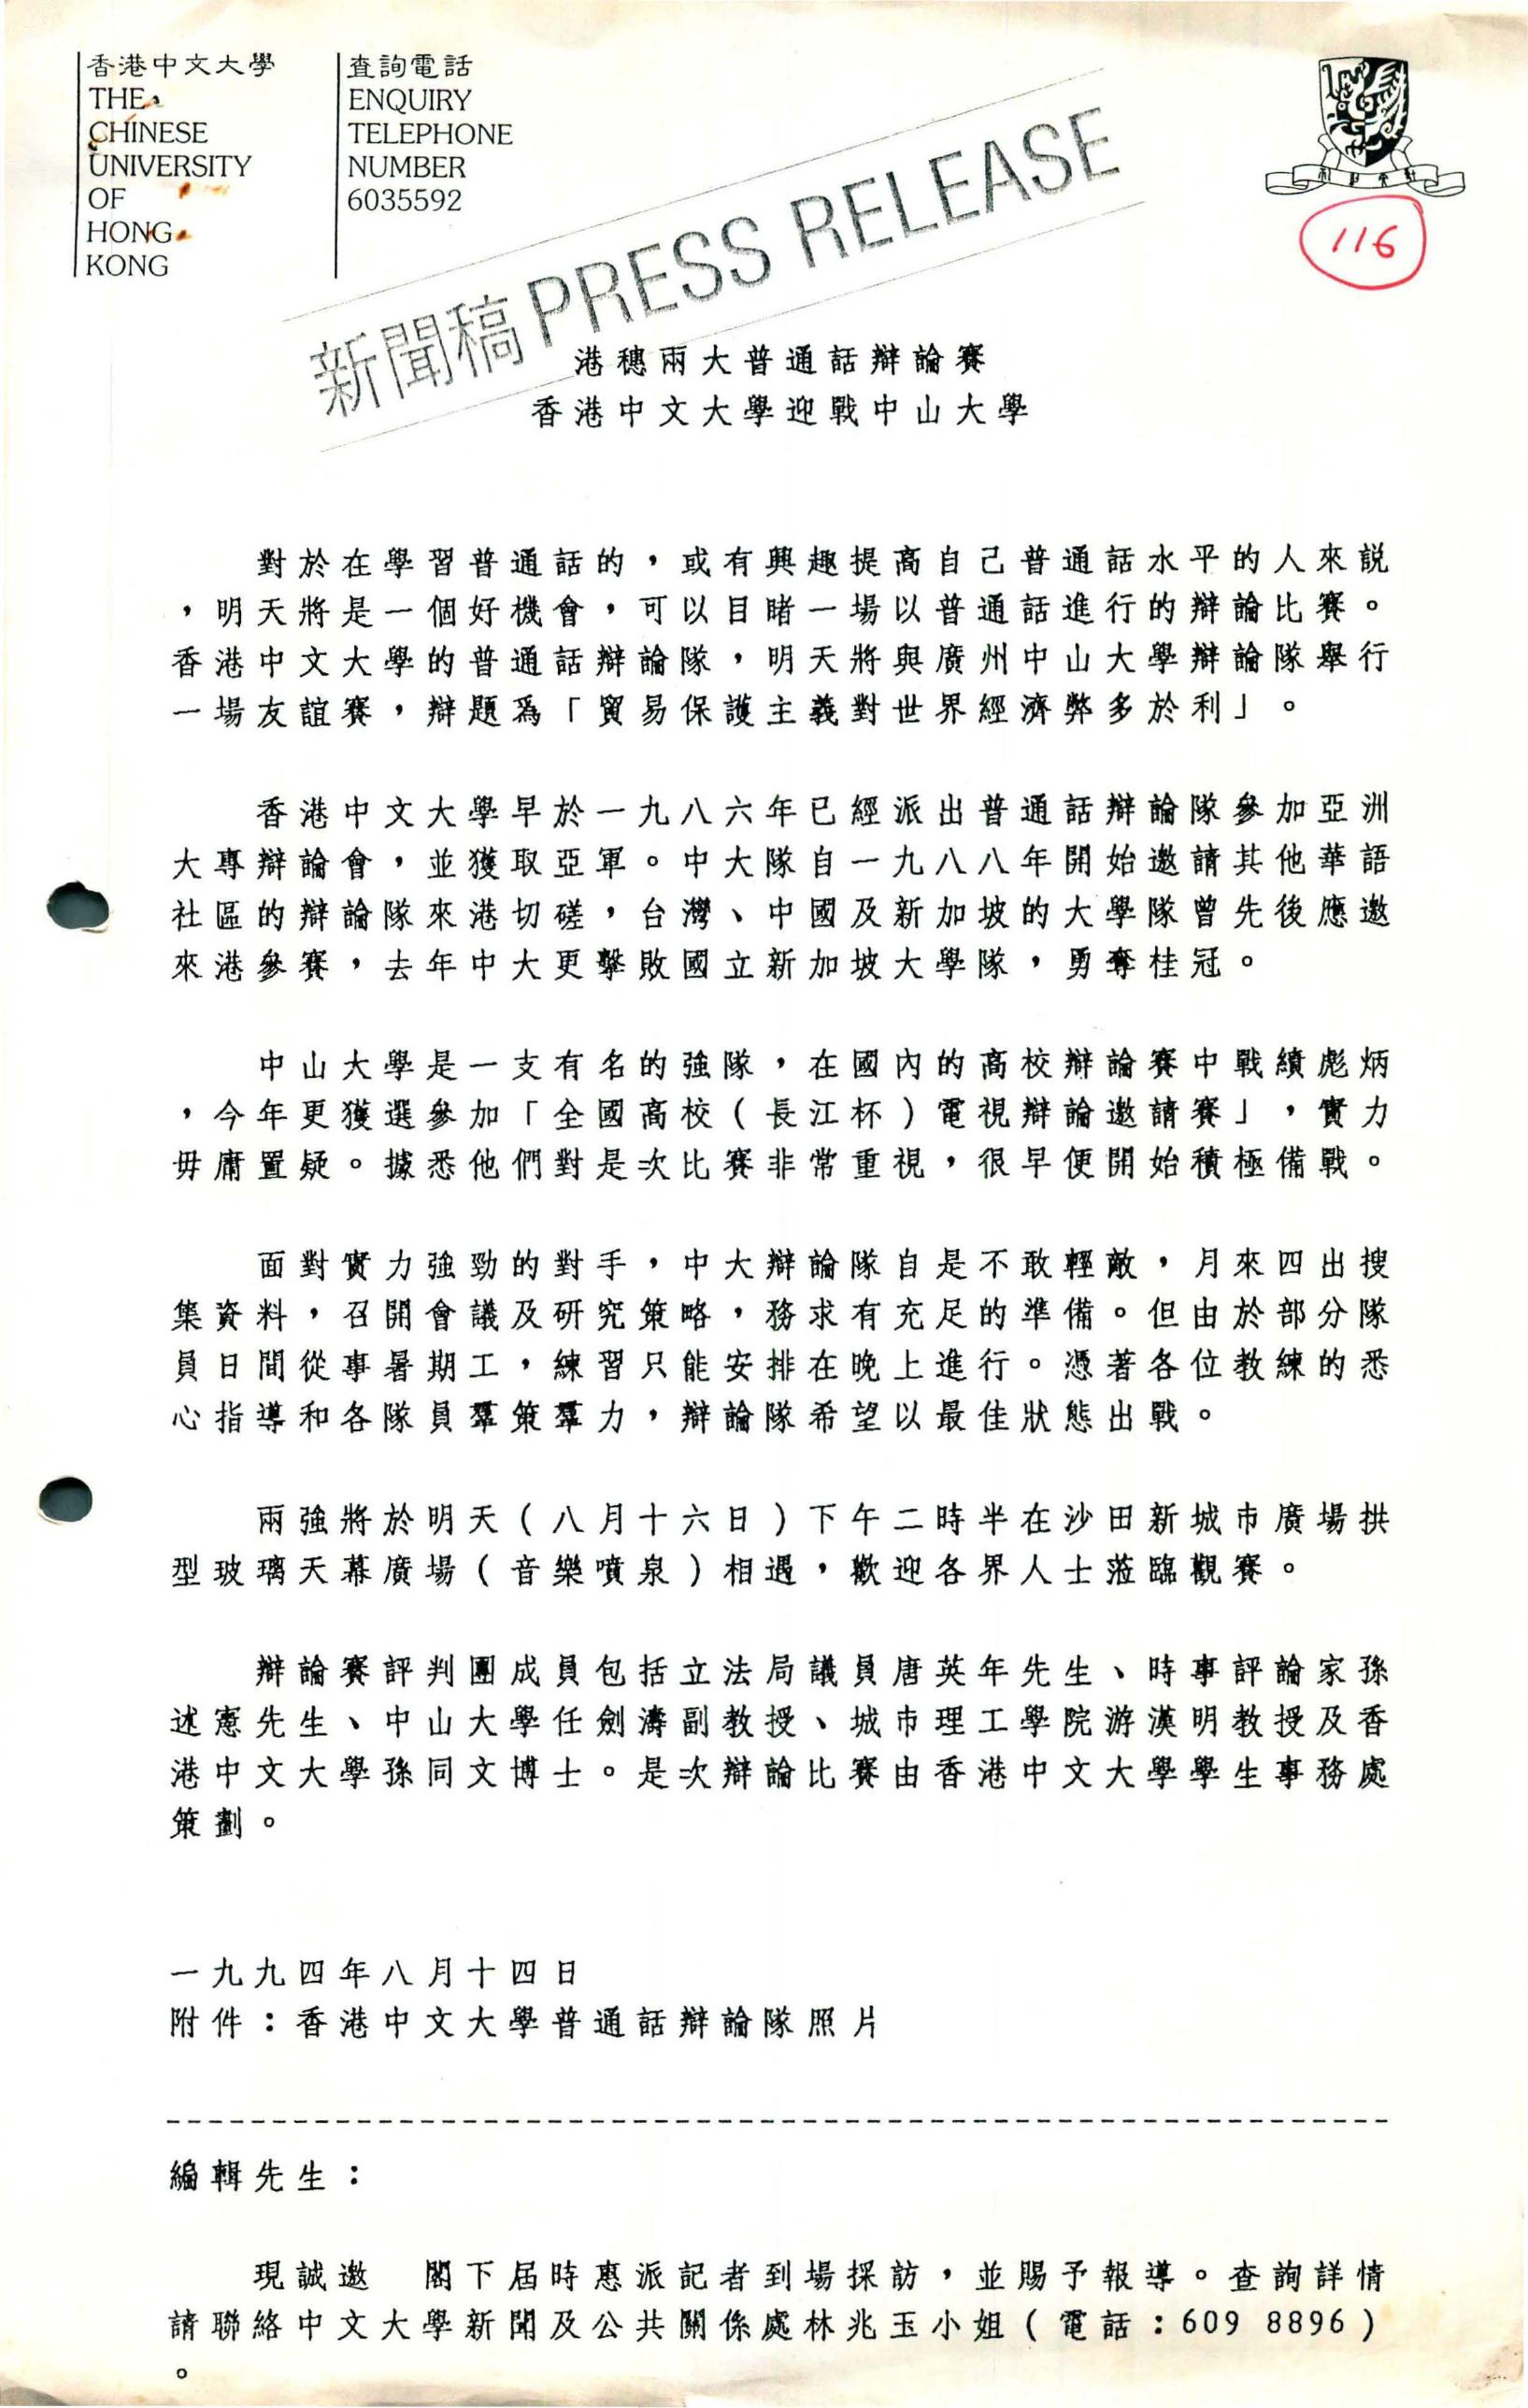 香港中文大學
THE
CHINESE
UNIVERSITY
OF
HONG
KONG
查詢電話
ENQUIRY
TELEPHONE
NUMBER
6035592
116
新聞稿 PRESS RELEASE
港穗兩大普通話辯論賽
香港中文大學迎戰中山大學
對於在學習普通話的，或有興趣提高自己普通話水平的人來説
，明天將是一個好機會，可以目睹一場以普通話進行的辯論比賽。
香港中文大學的普通話辯論隊，明天將與廣州中山大學辯論隊舉行
一場友誼賽，辯題爲「貿易保護主義對世界經濟弊多於利」。
香港中文大學早於一九八六年已經派出普通話辯論隊參加亞洲
大專辯論會，並獲取亞軍。中大隊自一九八八年開始邀請其他華語
社區的辯論隊來港切磋，台灣、中國及新加坡的大學隊曾先後應邀
來港參賽，去年中大更擊敗國立新加坡大學隊，勇奪桂冠。
中山大學是一支有名的強隊，在國內的高校辯論賽中戰績彪炳
，今年更獲選參加「全國高校（長江杯）電視辯論邀請賽」，實力
毋庸置疑。據悉他們對是次比賽非常重視，很早便開始積極備戰。
面對實力強勁的對手，中大辯論隊自是不敢輕敵，月來四出搜
集資料，召開會議及研究策略，務求有充足的準備。但由於部分隊
員日間從事暑期工，練習只能安排在晚上進行。憑著各位教練的悉
心指導和各隊員羣策羣力，辯論隊希望以最佳狀態出戰。
兩強將於明天（八月十六日）下午二時半在沙田新城市廣場拱
型玻璃天幕廣場（音樂噴泉）相遇，歡迎各界人士蒞臨觀賽。
辯論賽評判團成員包括立法局議員唐英年先生、時事評論家孫
述憲先生、中山大學任劍濤副教授、城市理工學院游漢明教授及香
港中文大學孫同文博士。是次辯論比賽由香港中文大學學生事務處
策劃。
一九九四年八月十四日
附件：香港中文大學普通話辯論隊照片
編輯先生：
現誠邀　閣下屆時惠派記者到場採訪，並賜予報導。查詢詳情
請聯絡中文大學新聞及公共關係處林兆玉小姐（電話：609 8896）
。